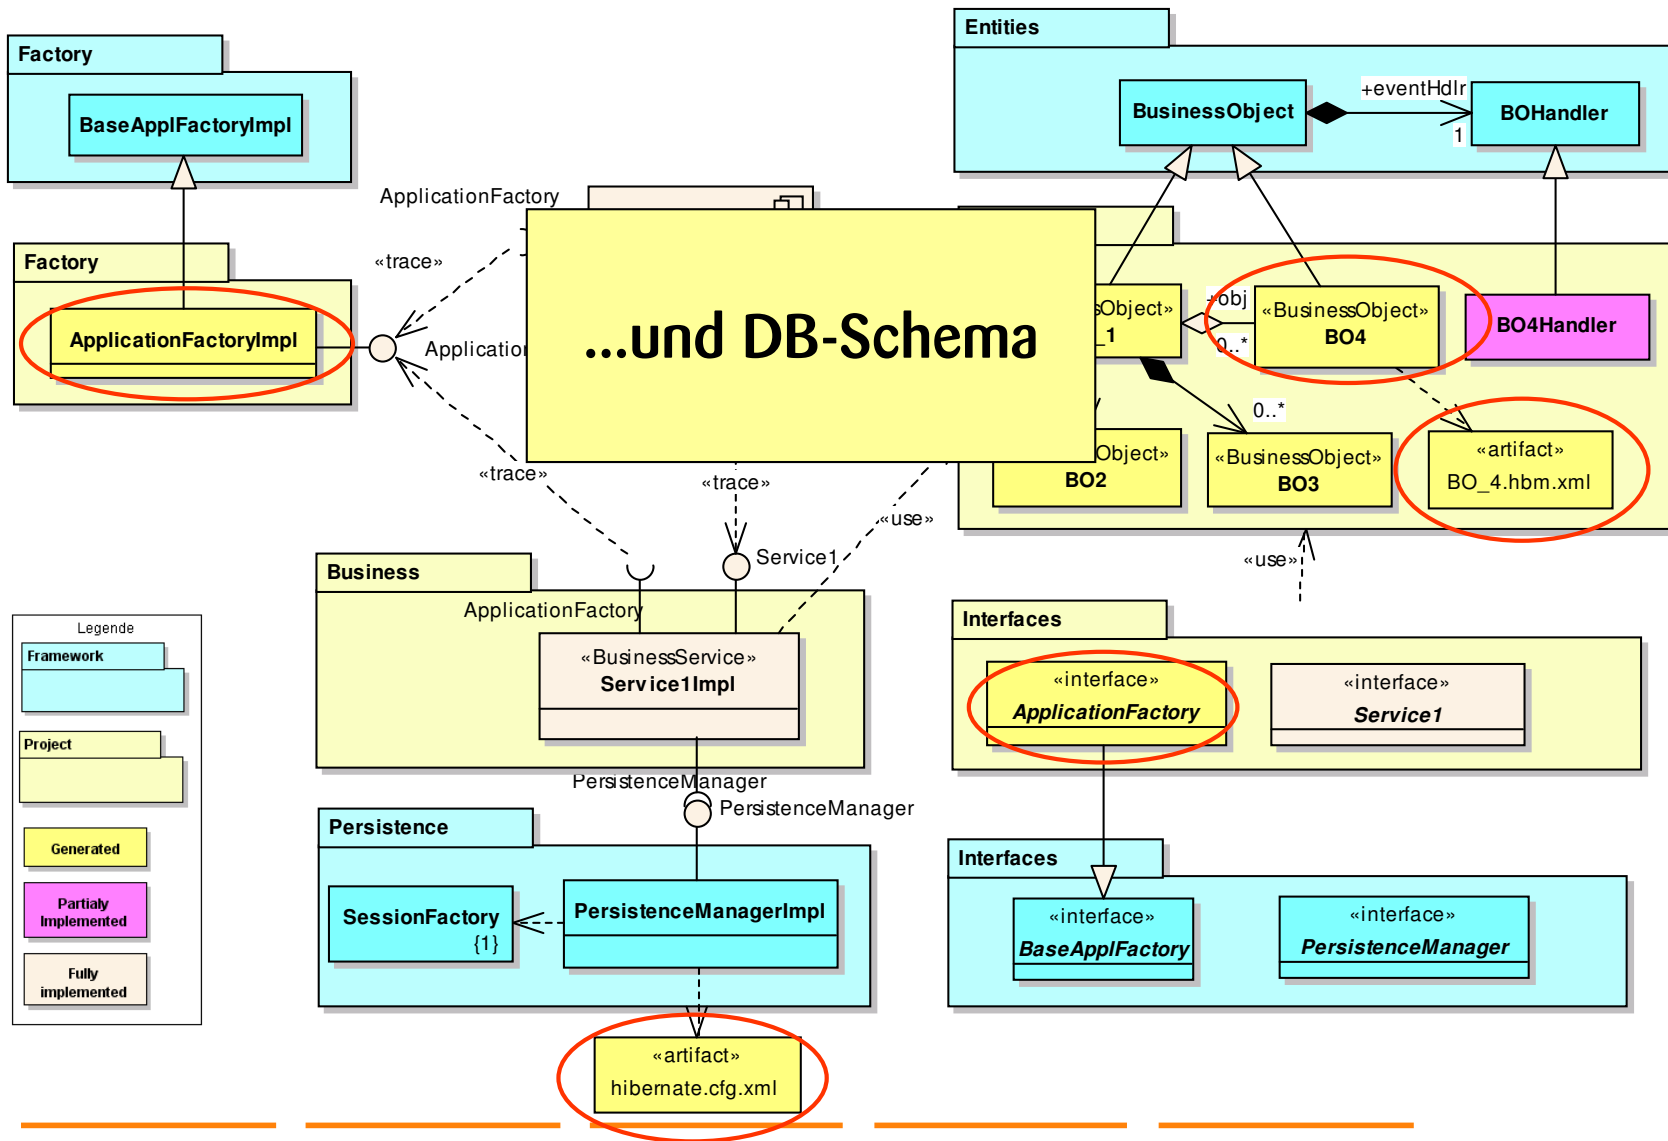 Factory
BaseApplFactoryImpl
Factory
ApplicationFactoryImpl
ApplicationFactory
«trace»
Application
«trace»
...und DB-Schema
Entities
BusinessObject
+eventHdlr
1
BOHandler
sObject»
_1
+obj
0..*
«BusinessObject»
BO4
BO4Handler
0..*
Object»
BO2
«BusinessObject»
BO3
«artifact»
BO_4.hbm.xml
«trace»
«use»
Service1
«use»
Business
ApplicationFactory
«BusinessService»
Service1Impl
PersistenceManager
PersistenceManager
Persistence
SessionFactory
{1}
PersistenceManagerImpl
«artifact»
hibernate.cfg.xml
Interfaces
«interface»
ApplicationFactory
«interface»
Service1
Interfaces
«interface»
BaseApplFactory
«interface»
PersistenceManager
Legende
Framework
Project
Generated
Partialy
Implemented
Fully
implemented